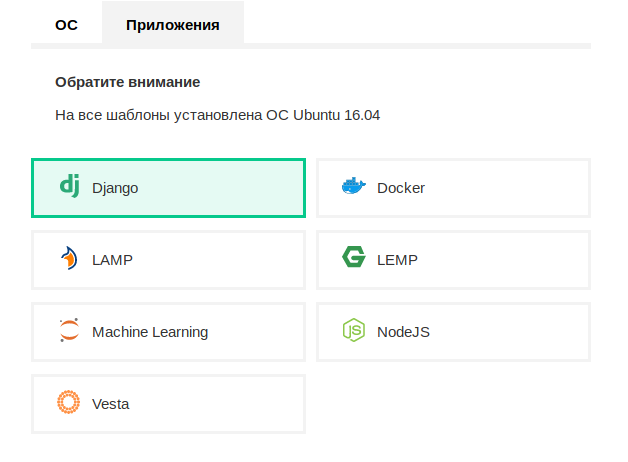 ОС Приложения
Обратите внимание
На все шаблоны установлена ОС Ubuntu 16.04
dj Django
Docker
LAMP
G LEMP
Machine Learning
JS NodeJS
Vesta